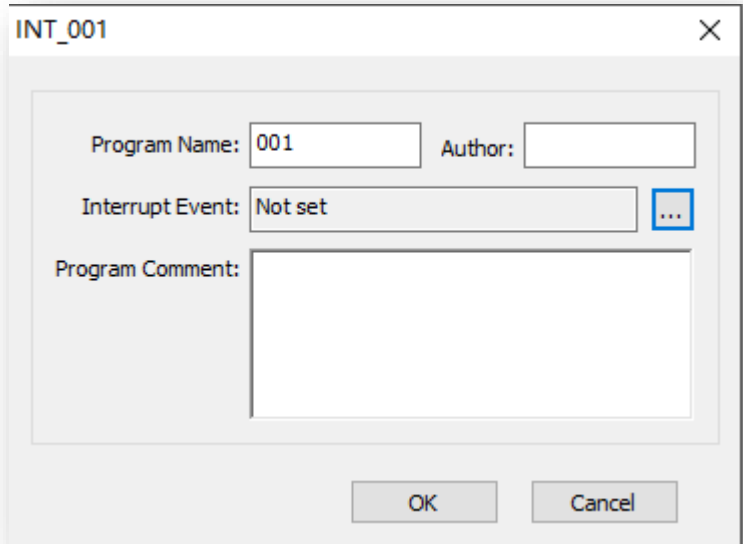 INT_001
Program Name: 001 Author:
Interrupt Event: Not set ...
Program Comment:
OK Cancel